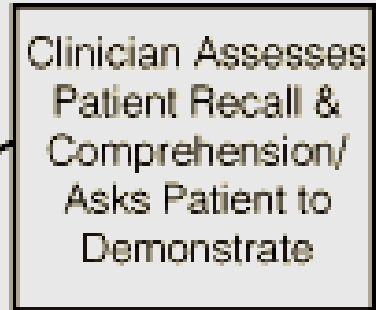 Clinician Assesses
Patient Recall &
Comprehension/
Asks Patient to
Demonstrate